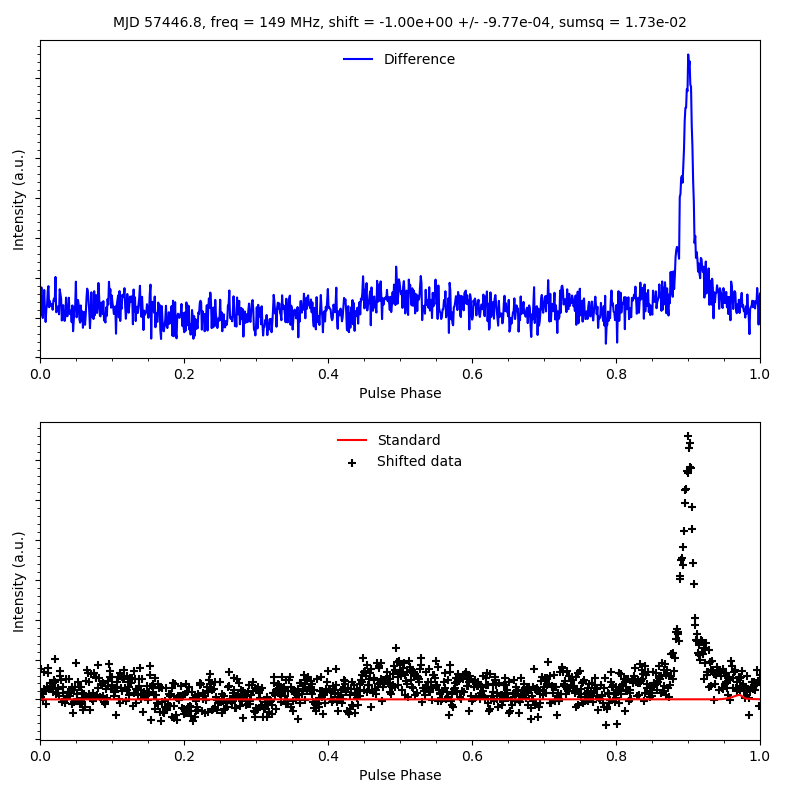 MJD 57446.8, freq = 149 MHz, shift = -1.00e+00 +/- -9.77e-04, sumsq = 1.73e-02
Difference
Intensity (a.u.)
0.0 0.2 0.4 0.6 0.8 1.0
Pulse Phase
Standard
Shifted data
Intensity (a.u.)
0.0 0.2 0.4 0.6 0.8 1.0
Pulse Phase